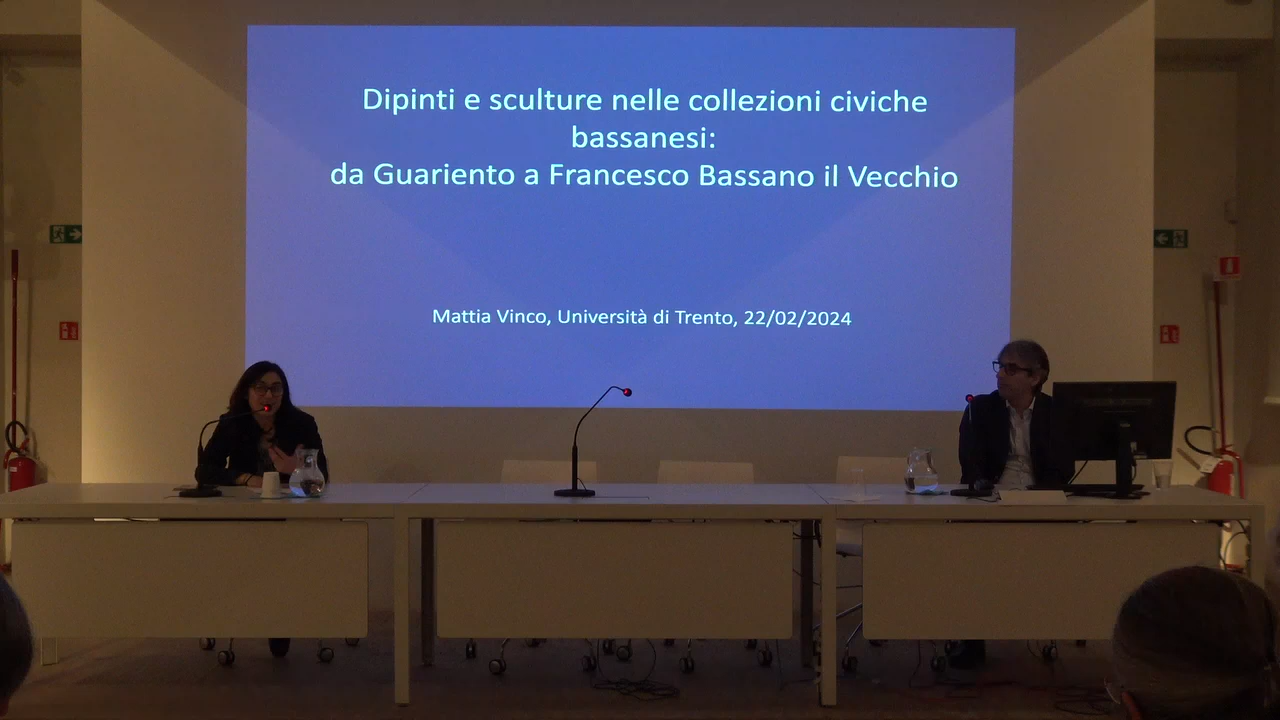 Dipinti e sculture nelle collezioni civiche
bassanesi:
da Guariento a Francesco Bassano il Vecchio
Mattia Vinco, Università di Trento, 22/02/2024